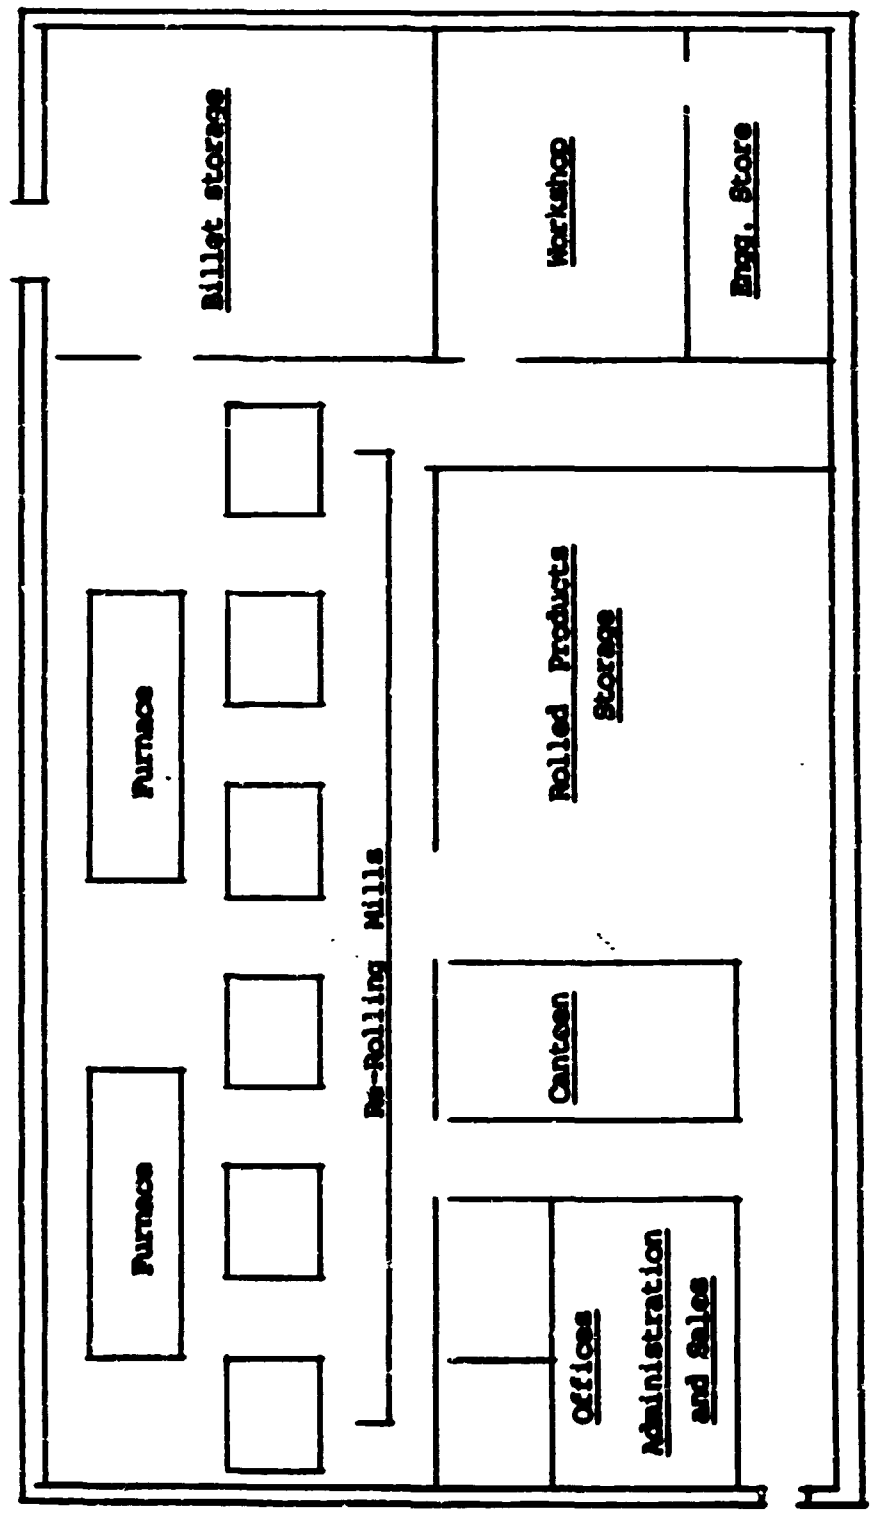 Billet storage
Workshop
Engg. Store
Furnace
Furnace
Re-Rolling Mills
Rolled Products
Storage
Canteen
Offices
Administration
and Sales